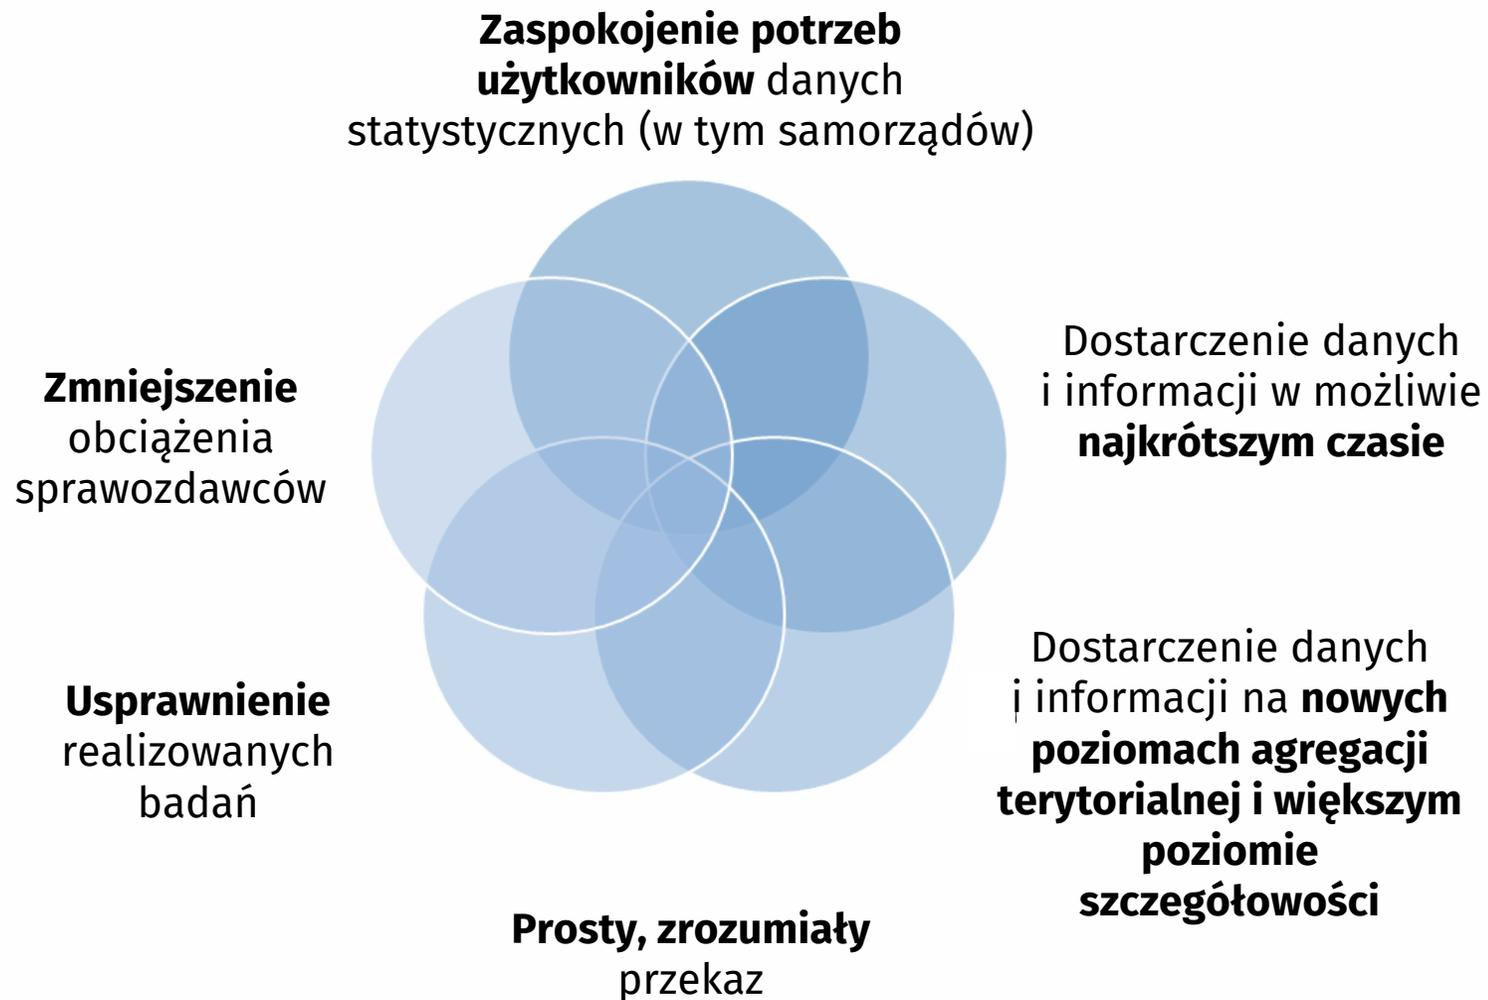 Zaspokojenie potrzeb
użytkowników danych
statystycznych (w tym samorządów)
Dostarczenie danych
i informacji w możliwie
najkrótszym czasie
Zmniejszenie
obciążenia
sprawozdawców
Dostarczenie danych
i informacji na nowych
poziomach agregacji
terytorialnej i większym
poziomie
szczegółowości
Usprawnienie
realizowanych
badań
Prosty, zrozumiały
przekaz